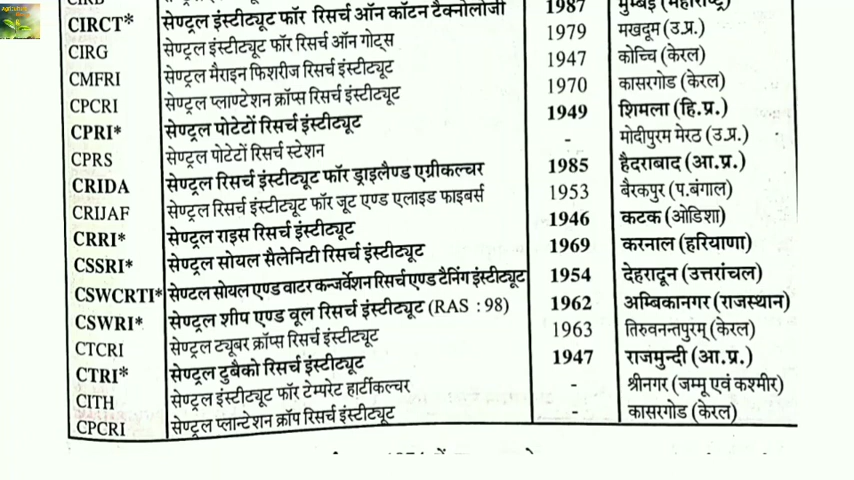 CIRCT* सेण्ट्रल इंस्टीट्यूट फॉर रिसर्च ऑन कॉटन टैक्नोलॉजी 1987 मुम्बई (महाराष्ट्र)
CIRG सेण्ट्रल इंस्टीट्यूट फॉर रिसर्च ऑन गोट्स 1979 मखदूम (उ.प्र.)
CMFRI सेण्ट्रल मैराइन फिशरीज रिसर्च इंस्टीट्यूट 1947 कोच्चि (केरल)
CPCRI सेण्ट्रल प्लाण्टेशन क्रॉप्स रिसर्च इंस्टीट्यूट 1970 कासरगोड (केरल)
CPRI* सेण्ट्रल पोटेटों रिसर्च इंस्टीट्यूट 1949 शिमला (हि.प्र.)
CPRS सेण्ट्रल पोटेटों रिसर्च स्टेशन - मोदीपुरम मेरठ (उ.प्र.)
CRIDA सेण्ट्रल रिसर्च इंस्टीट्यूट फॉर ड्राइलैण्ड एग्रीकल्चर 1985 हैदराबाद (आ.प्र.)
CRIJAF सेण्ट्रल रिसर्च इंस्टीट्यूट फॉर जूट एण्ड एलाइड फाइबर्स 1953 बैरकपुर (प.बंगाल)
CRRI* सेण्ट्रल राइस रिसर्च इंस्टीट्यूट 1946 कटक (ओडिशा)
CSSRI* सेण्ट्रल सोयल सैलेनिटी रिसर्च इंस्टीट्यूट 1969 करनाल (हरियाणा)
CSWCRTI* सेण्टल सोयल एण्ड वाटर कन्जर्वेशन रिसर्च एण्ड टैनिंग इंस्टीट्यूट 1954 देहरादून (उत्तरांचल)
CSWRI* सेण्ट्रल शीप एण्ड वूल रिसर्च इंस्टीट्यूट (RAS : 98) 1962 अम्बिकानगर (राजस्थान)
CTCRI सेण्ट्रल ट्यूबर क्रॉप्स रिसर्च इंस्टीट्यूट 1963 तिरुवनन्तपुरम् (केरल)
CTRI* सेण्ट्रल टुबैको रिसर्च इंस्टीट्यूट 1947 राजमुन्दी (आ.प्र.)
CITH सेण्ट्रल इंस्टीट्यूट फॉर टेम्परेट हार्टीकल्चर - श्रीनगर (जम्मू एवं कश्मीर)
CPCRI सेण्ट्रल प्लान्टेशन क्रॉप रिसर्च इंस्टीट्यूट - कासरगोड (केरल)